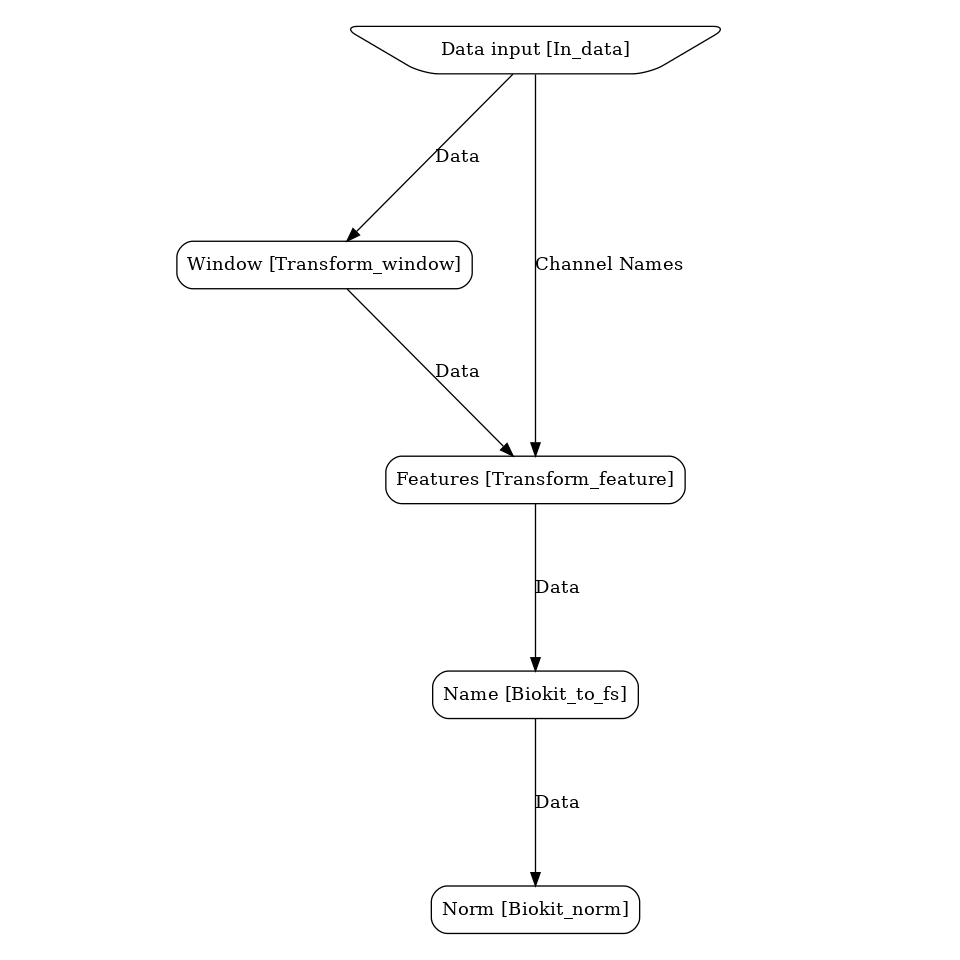 Data input [In_data]
Data
Window [Transform_window]
Channel Names
Data
Features [Transform_feature]
Data
Name [Biokit_to_fs]
Data
Norm [Biokit_norm]